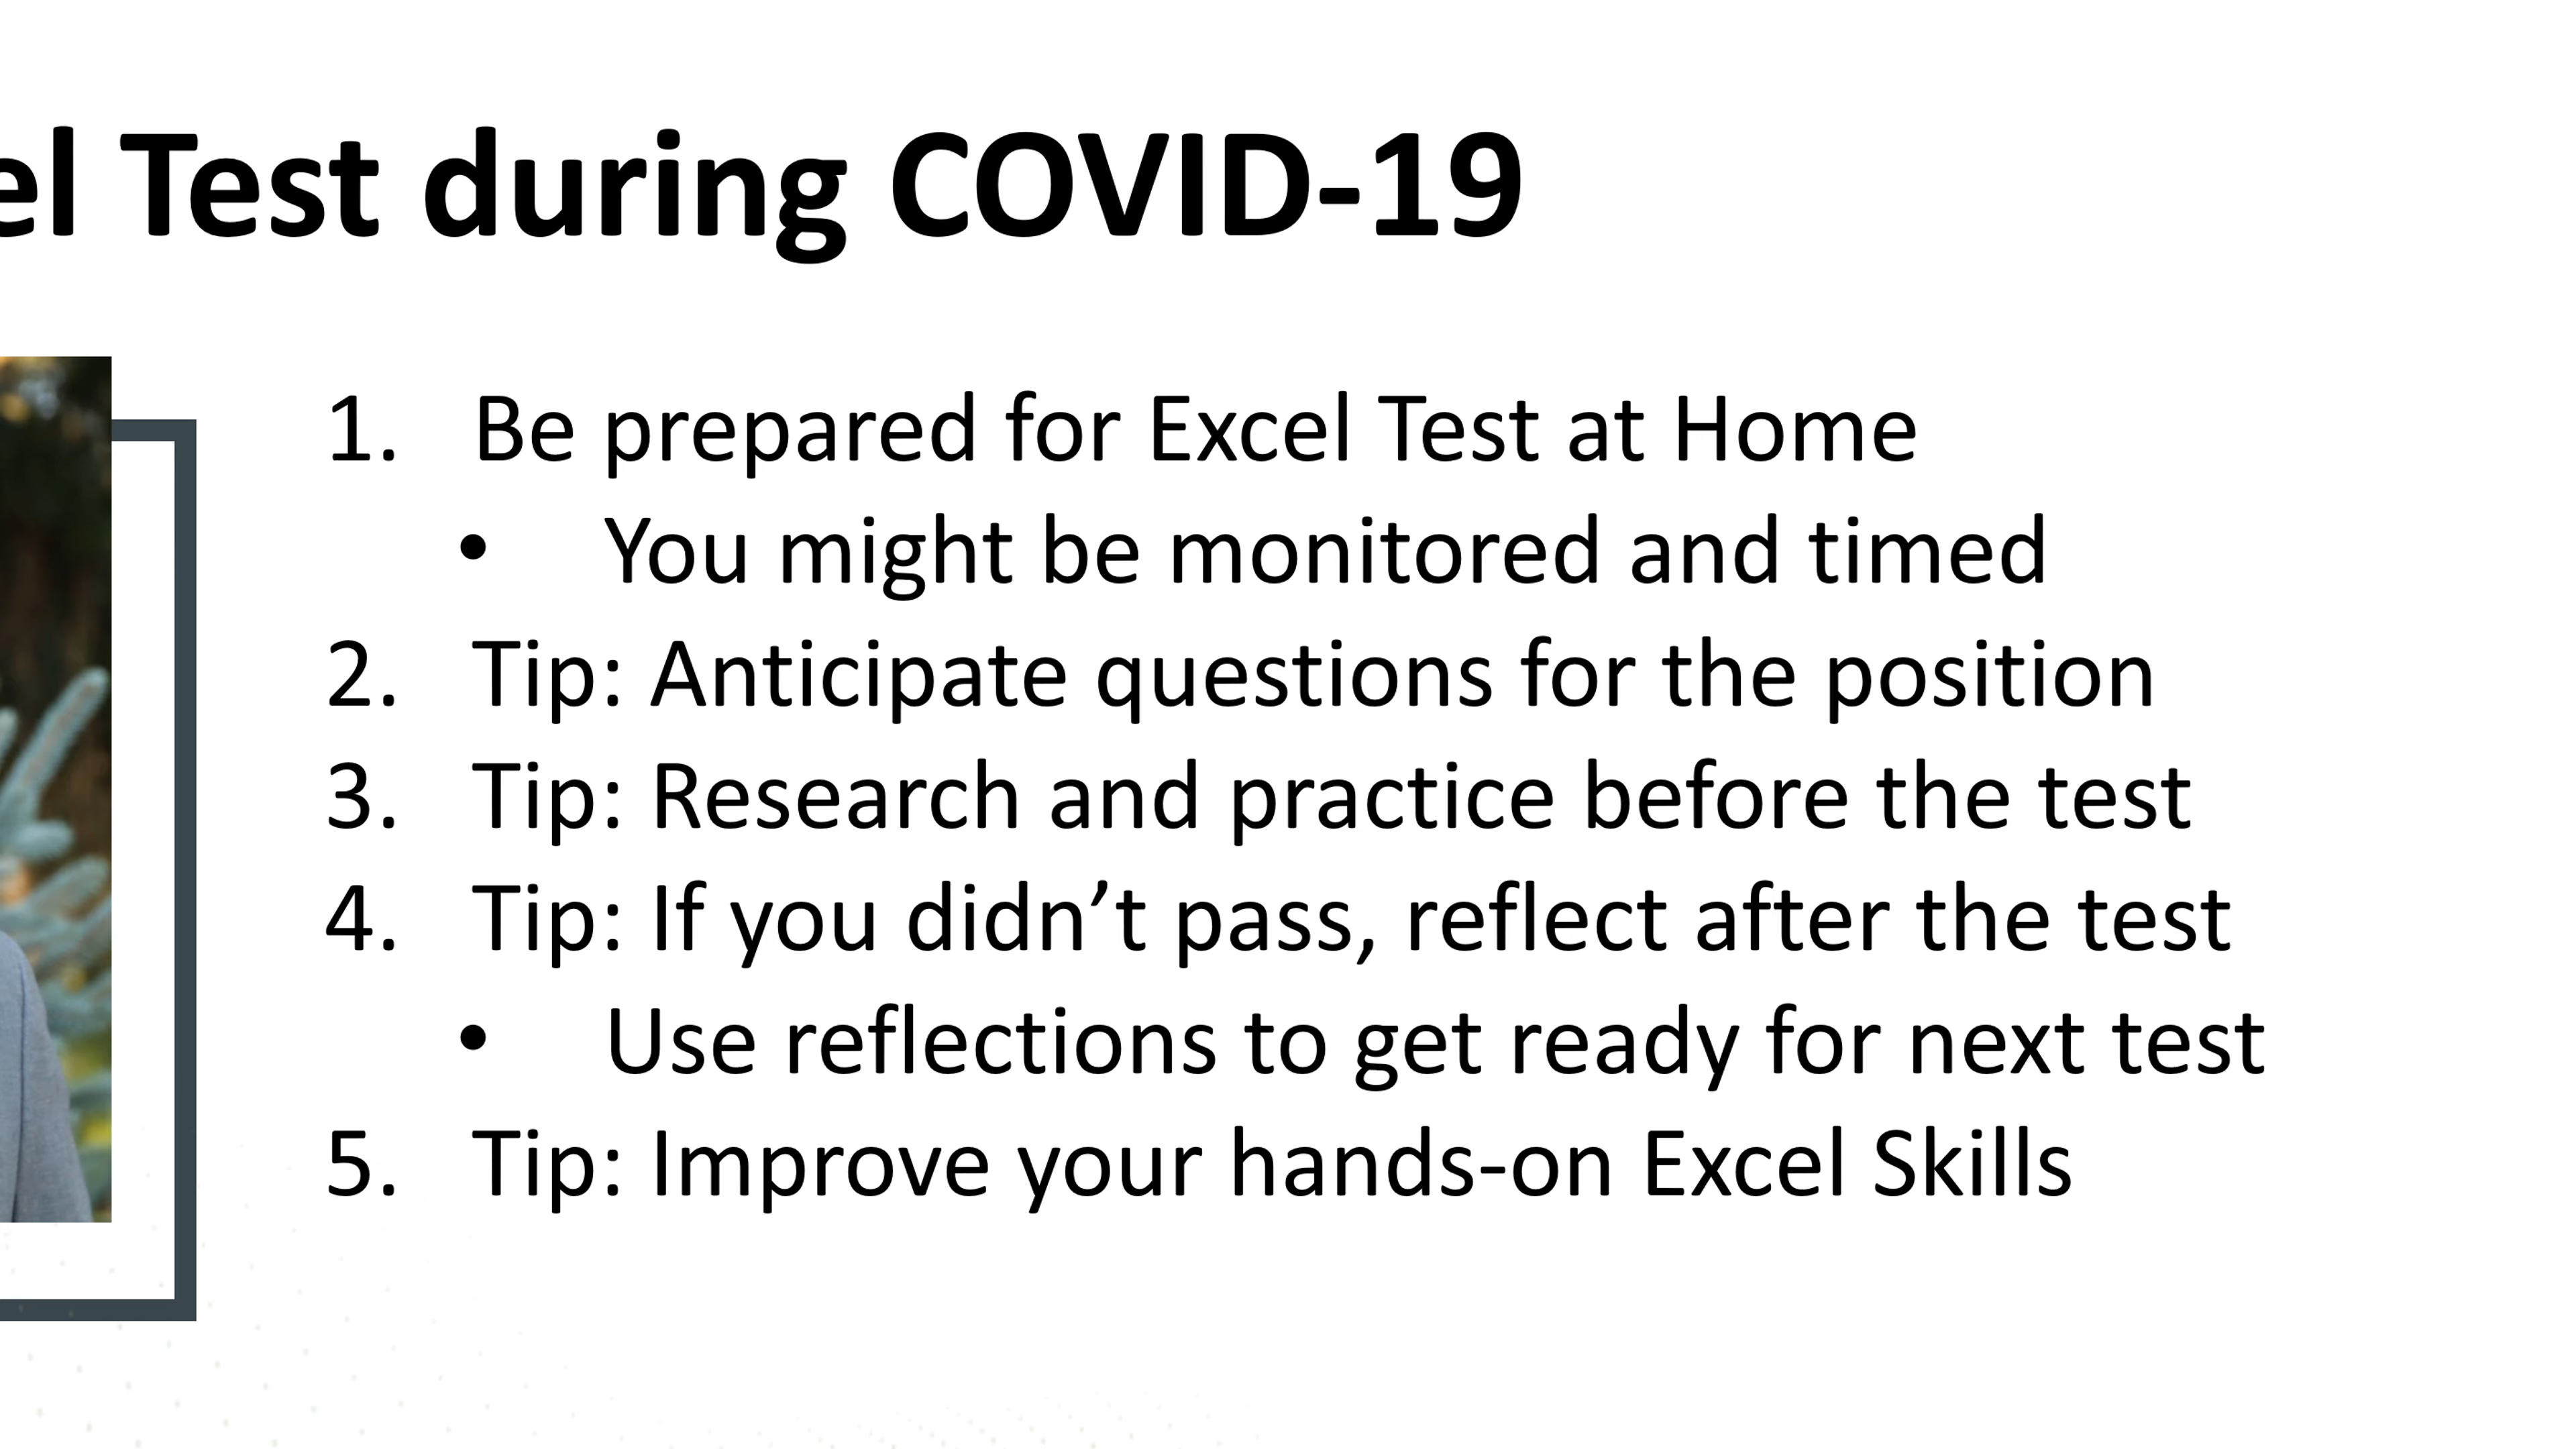 el Test during COVID-19
1. Be prepared for Excel Test at Home
• You might be monitored and timed
2. Tip: Anticipate questions for the position
3. Tip: Research and practice before the test
4. Tip: If you didn’t pass, reflect after the test
• Use reflections to get ready for next test
5. Tip: Improve your hands-on Excel Skills